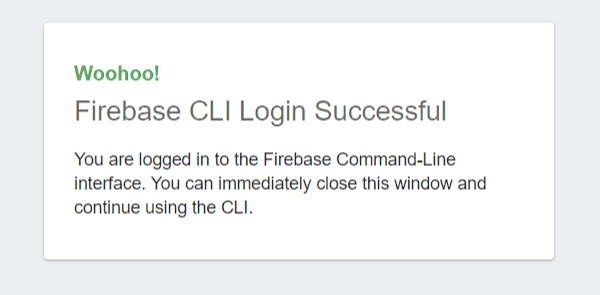 Woohoo!
Firebase CLI Login Successful
You are logged in to the Firebase Command-Line
interface. You can immediately close this window and
continue using the CLI.